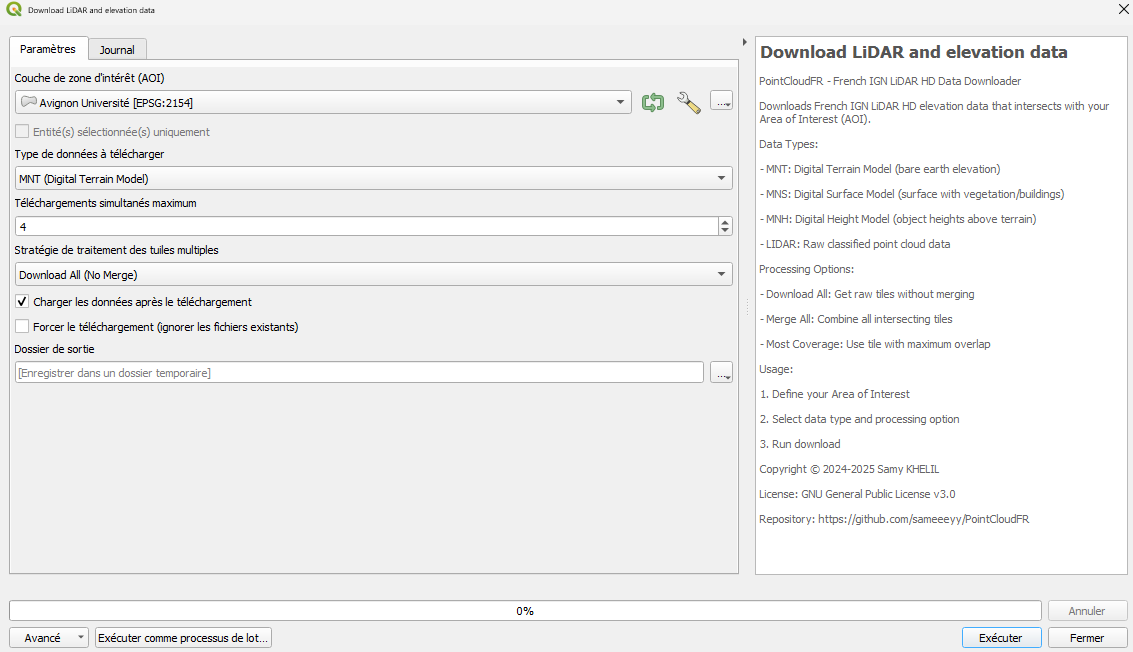 Download LiDAR and elevation data
Paramètres
Journal
Couche de zone d'intérêt (AOI)
Avignon Université [EPSG:2154]
...
Entité(s) sélectionnée(s) uniquement
Type de données à télécharger
MNT (Digital Terrain Model)
Téléchargements simultanés maximum
4
Stratégie de traitement des tuiles multiples
Download All (No Merge)
Charger les données après le téléchargement
Forcer le téléchargement (ignorer les fichiers existants)
Dossier de sortie
[Enregistrer dans un dossier temporaire]
...
Download LiDAR and elevation data
PointCloudFR - French IGN LiDAR HD Data Downloader
Downloads French IGN LiDAR HD elevation data that intersects with your
Area of Interest (AOI).
Data Types:
- MNT: Digital Terrain Model (bare earth elevation)
- MNS: Digital Surface Model (surface with vegetation/buildings)
- MNH: Digital Height Model (object heights above terrain)
- LIDAR: Raw classified point cloud data
Processing Options:
- Download All: Get raw tiles without merging
- Merge All: Combine all intersecting tiles
- Most Coverage: Use tile with maximum overlap
Usage:
1. Define your Area of Interest
2. Select data type and processing option
3. Run download
Copyright © 2024-2025 Samy KHELIL
License: GNU General Public License v3.0
Repository: https://github.com/sameeeyy/PointCloudFR
0%
Annuler
Avancé
Exécuter comme processus de lot...
Exécuter
Fermer